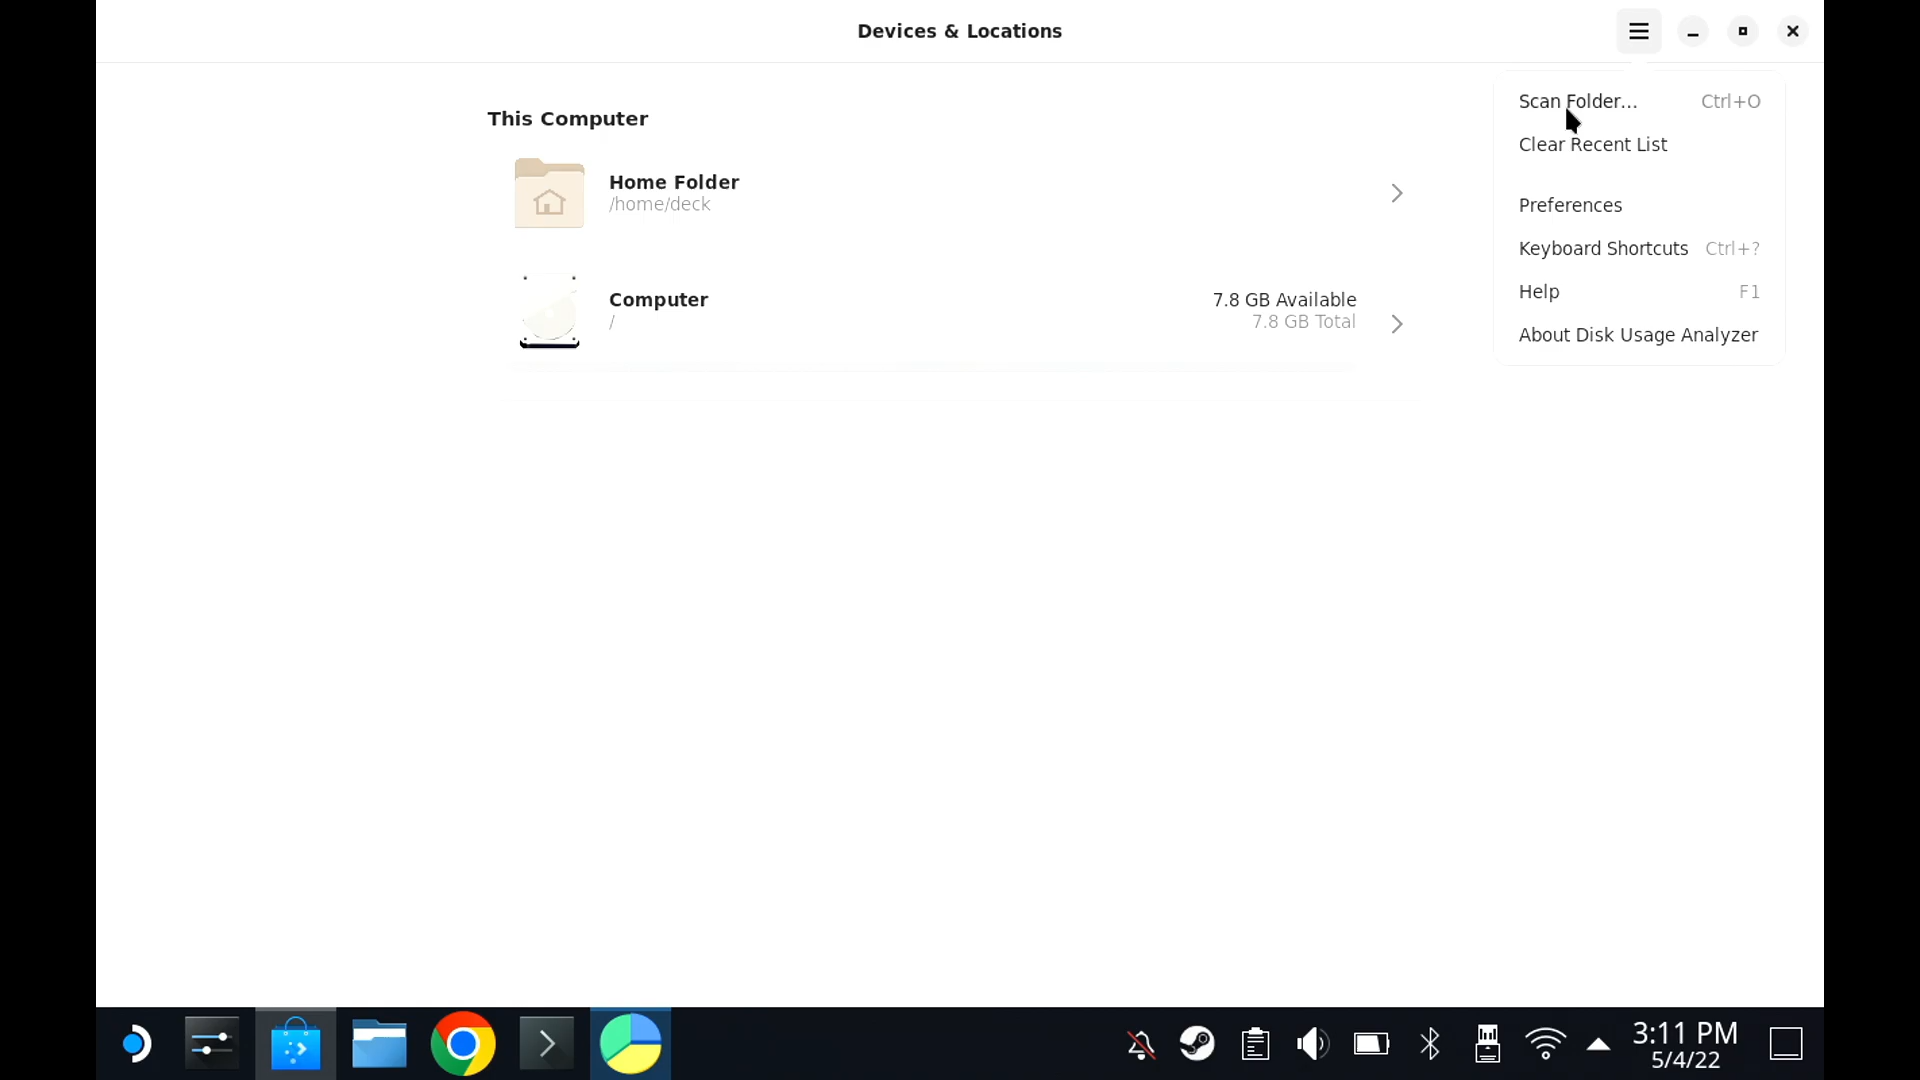 Devices & Locations
This Computer
Home Folder
/home/deck
Computer
/
7.8 GB Available
7.8 GB Total
Scan Folder... Ctrl+O
Clear Recent List
Preferences
Keyboard Shortcuts Ctrl+?
Help F1
About Disk Usage Analyzer
3:11 PM
5/4/22